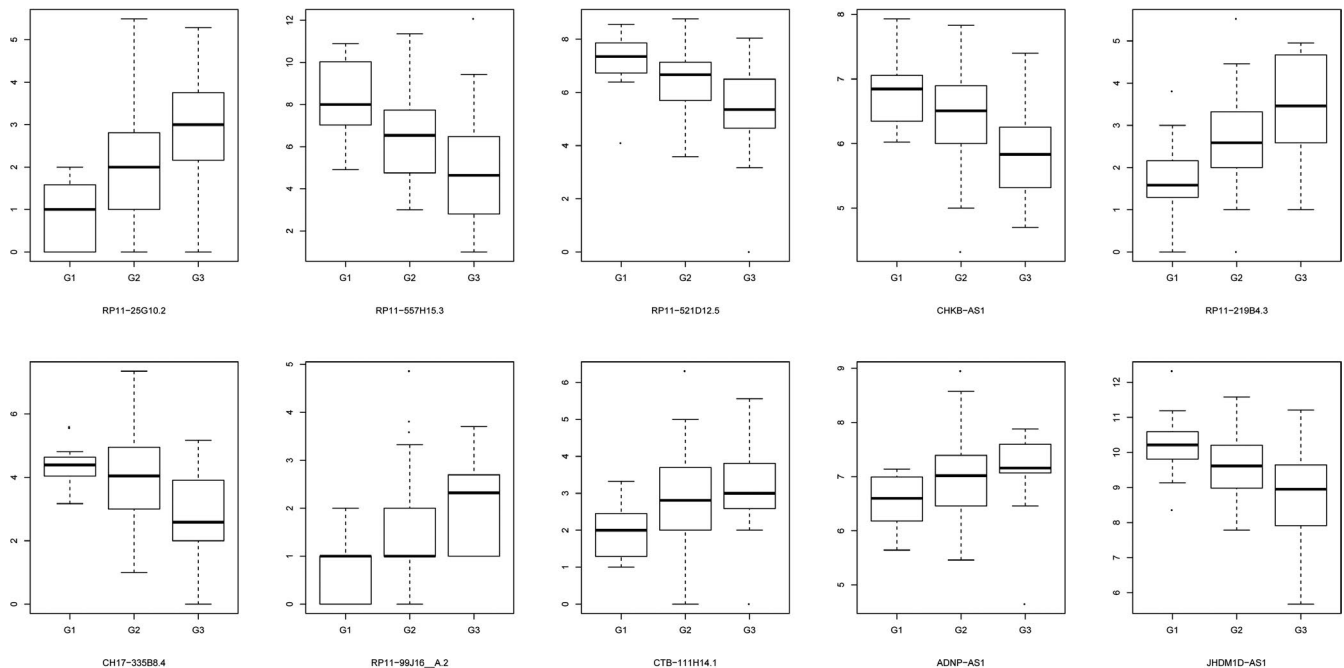 5
4
3
2
1
0
G1 G2 G3
RP11-25G10.2
12
10
8
6
4
2
G1 G2 G3
RP11-557H15.3
8
6
4
2
0
G1 G2 G3
RP11-521D12.5
8
7
6
5
G1 G2 G3
CHKB-AS1
5
4
3
2
1
0
G1 G2 G3
RP11-219B4.3
6
4
2
0
G1 G2 G3
CH17-335B8.4
5
4
3
2
1
0
G1 G2 G3
RP11-99J16__A.2
6
5
4
3
2
1
0
G1 G2 G3
CTB-111H14.1
9
8
7
6
5
G1 G2 G3
ADNP-AS1
12
11
10
9
8
7
6
G1 G2 G3
JHDM1D-AS1